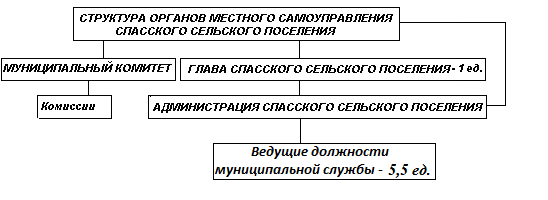 СТРУКТУРА ОРГАНОВ МЕСТНОГО САМОУПРАВЛЕНИЯ
СПАССКОГО СЕЛЬСКОГО ПОСЕЛЕНИЯ
МУНИЦИПАЛЬНЫЙ КОМИТЕТ
ГЛАВА СПАССКОГО СЕЛЬСКОГО ПОСЕЛЕНИЯ- 1 ед.
Комиссии
АДМИНИСТРАЦИЯ СПАССКОГО СЕЛЬСКОГО ПОСЕЛЕНИЯ
Ведущие должности
муниципальной службы - 5,5 ед.